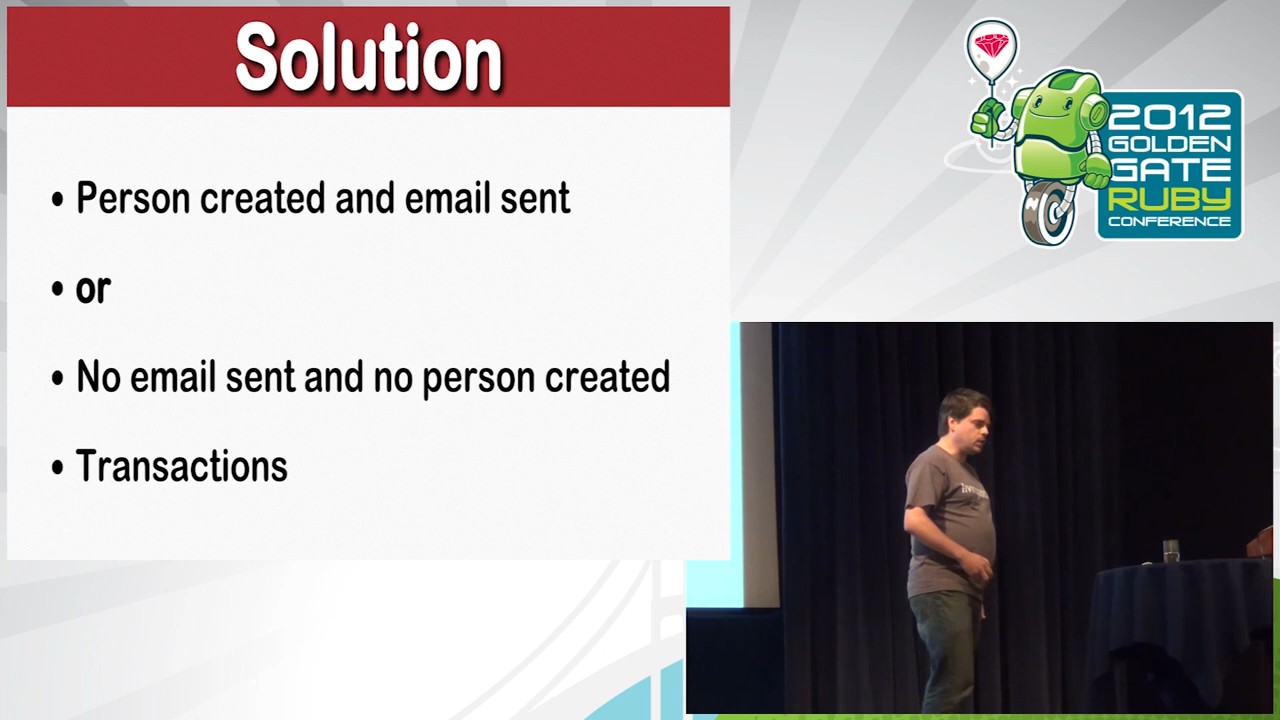 Solution
• Person created and email sent
• or
• No email sent and no person created
• Transactions
2012
GOLDEN
GATE
RUBY
CONFERENCE